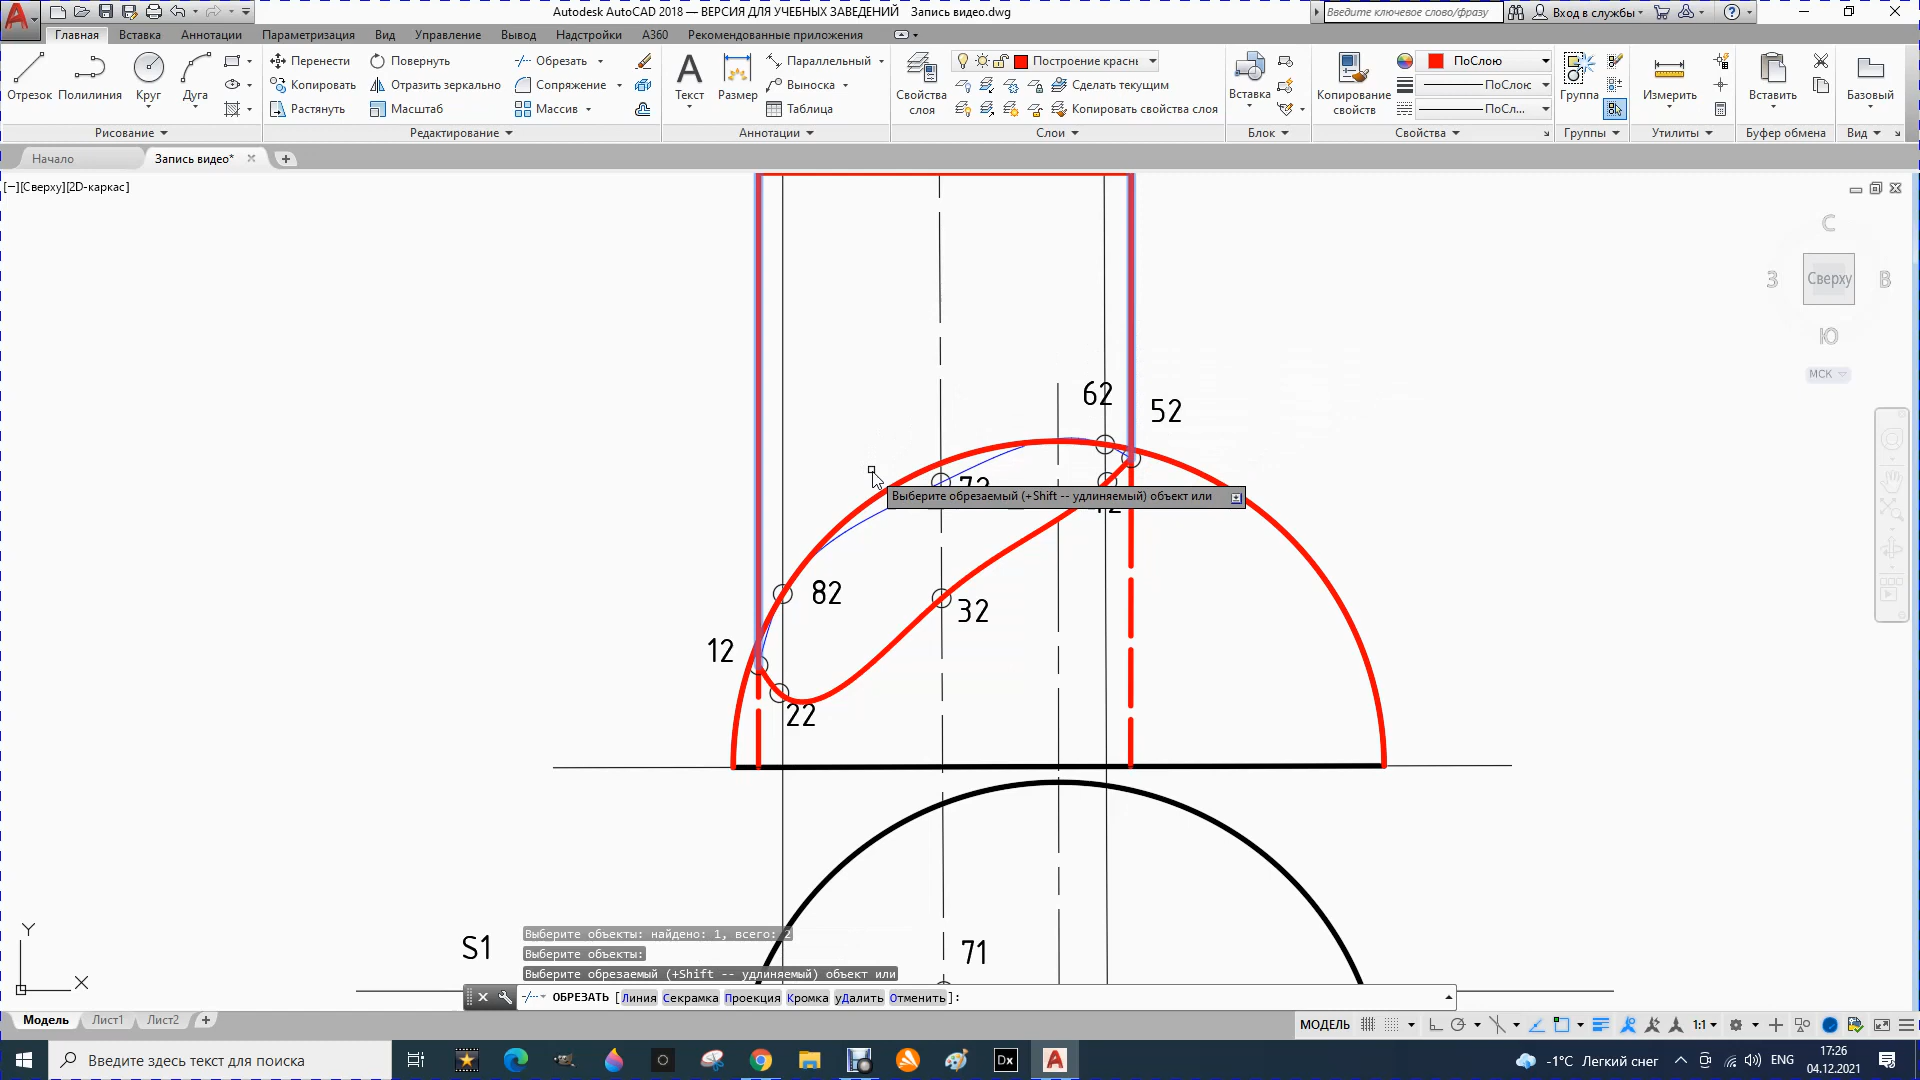 Autodesk AutoCAD 2018 — ВЕРСИЯ ДЛЯ УЧЕБНЫХ ЗАВЕДЕНИЙ Запись видео.dwg
Введите ключевое слово/фразу
Вход в службы
Главная Вставка Аннотации Параметризация Вид Управление Вывод Надстройки A360 Рекомендованные приложения
Отрезок Полилиния Круг Дуга
Рисование
Перенести Повернуть Обрезать
Копировать Отразить зеркально Сопряжение
Растянуть Масштаб Массив
Редактирование
Текст Размер
Параллельный
Выноска
Таблица
Аннотации
Свойства слоя
Построение красны
Сделать текущим
Копировать свойства слоя
Слои
Вставка
Блок
Копирование свойств
ПоСлою
ПоСлою
ПоСл...
Свойства
Группа
Группы
Измерить
Утилиты
Вставить
Буфер обмена
Базовый
Вид
Начало Запись видео*
[−][Сверху][2D-каркас]
С
З Сверху В
Ю
МСК
62
52
Выберите обрезаемый (+Shift -- удлиняемый) объект или
82
32
12
22
S1
71
Y
X
Выберите объекты: найдено: 1, всего: 2
Выберите объекты:
Выберите обрезаемый (+Shift -- удлиняемый) объект или
ОБРЕЗАТЬ [Линия Секрамка Проекция Кромка уДалить Отменить]:
Модель Лист1 Лист2
МОДЕЛЬ 1:1
Введите здесь текст для поиска
Dx
-1°C Легкий снег
ENG
17:26
04.12.2021